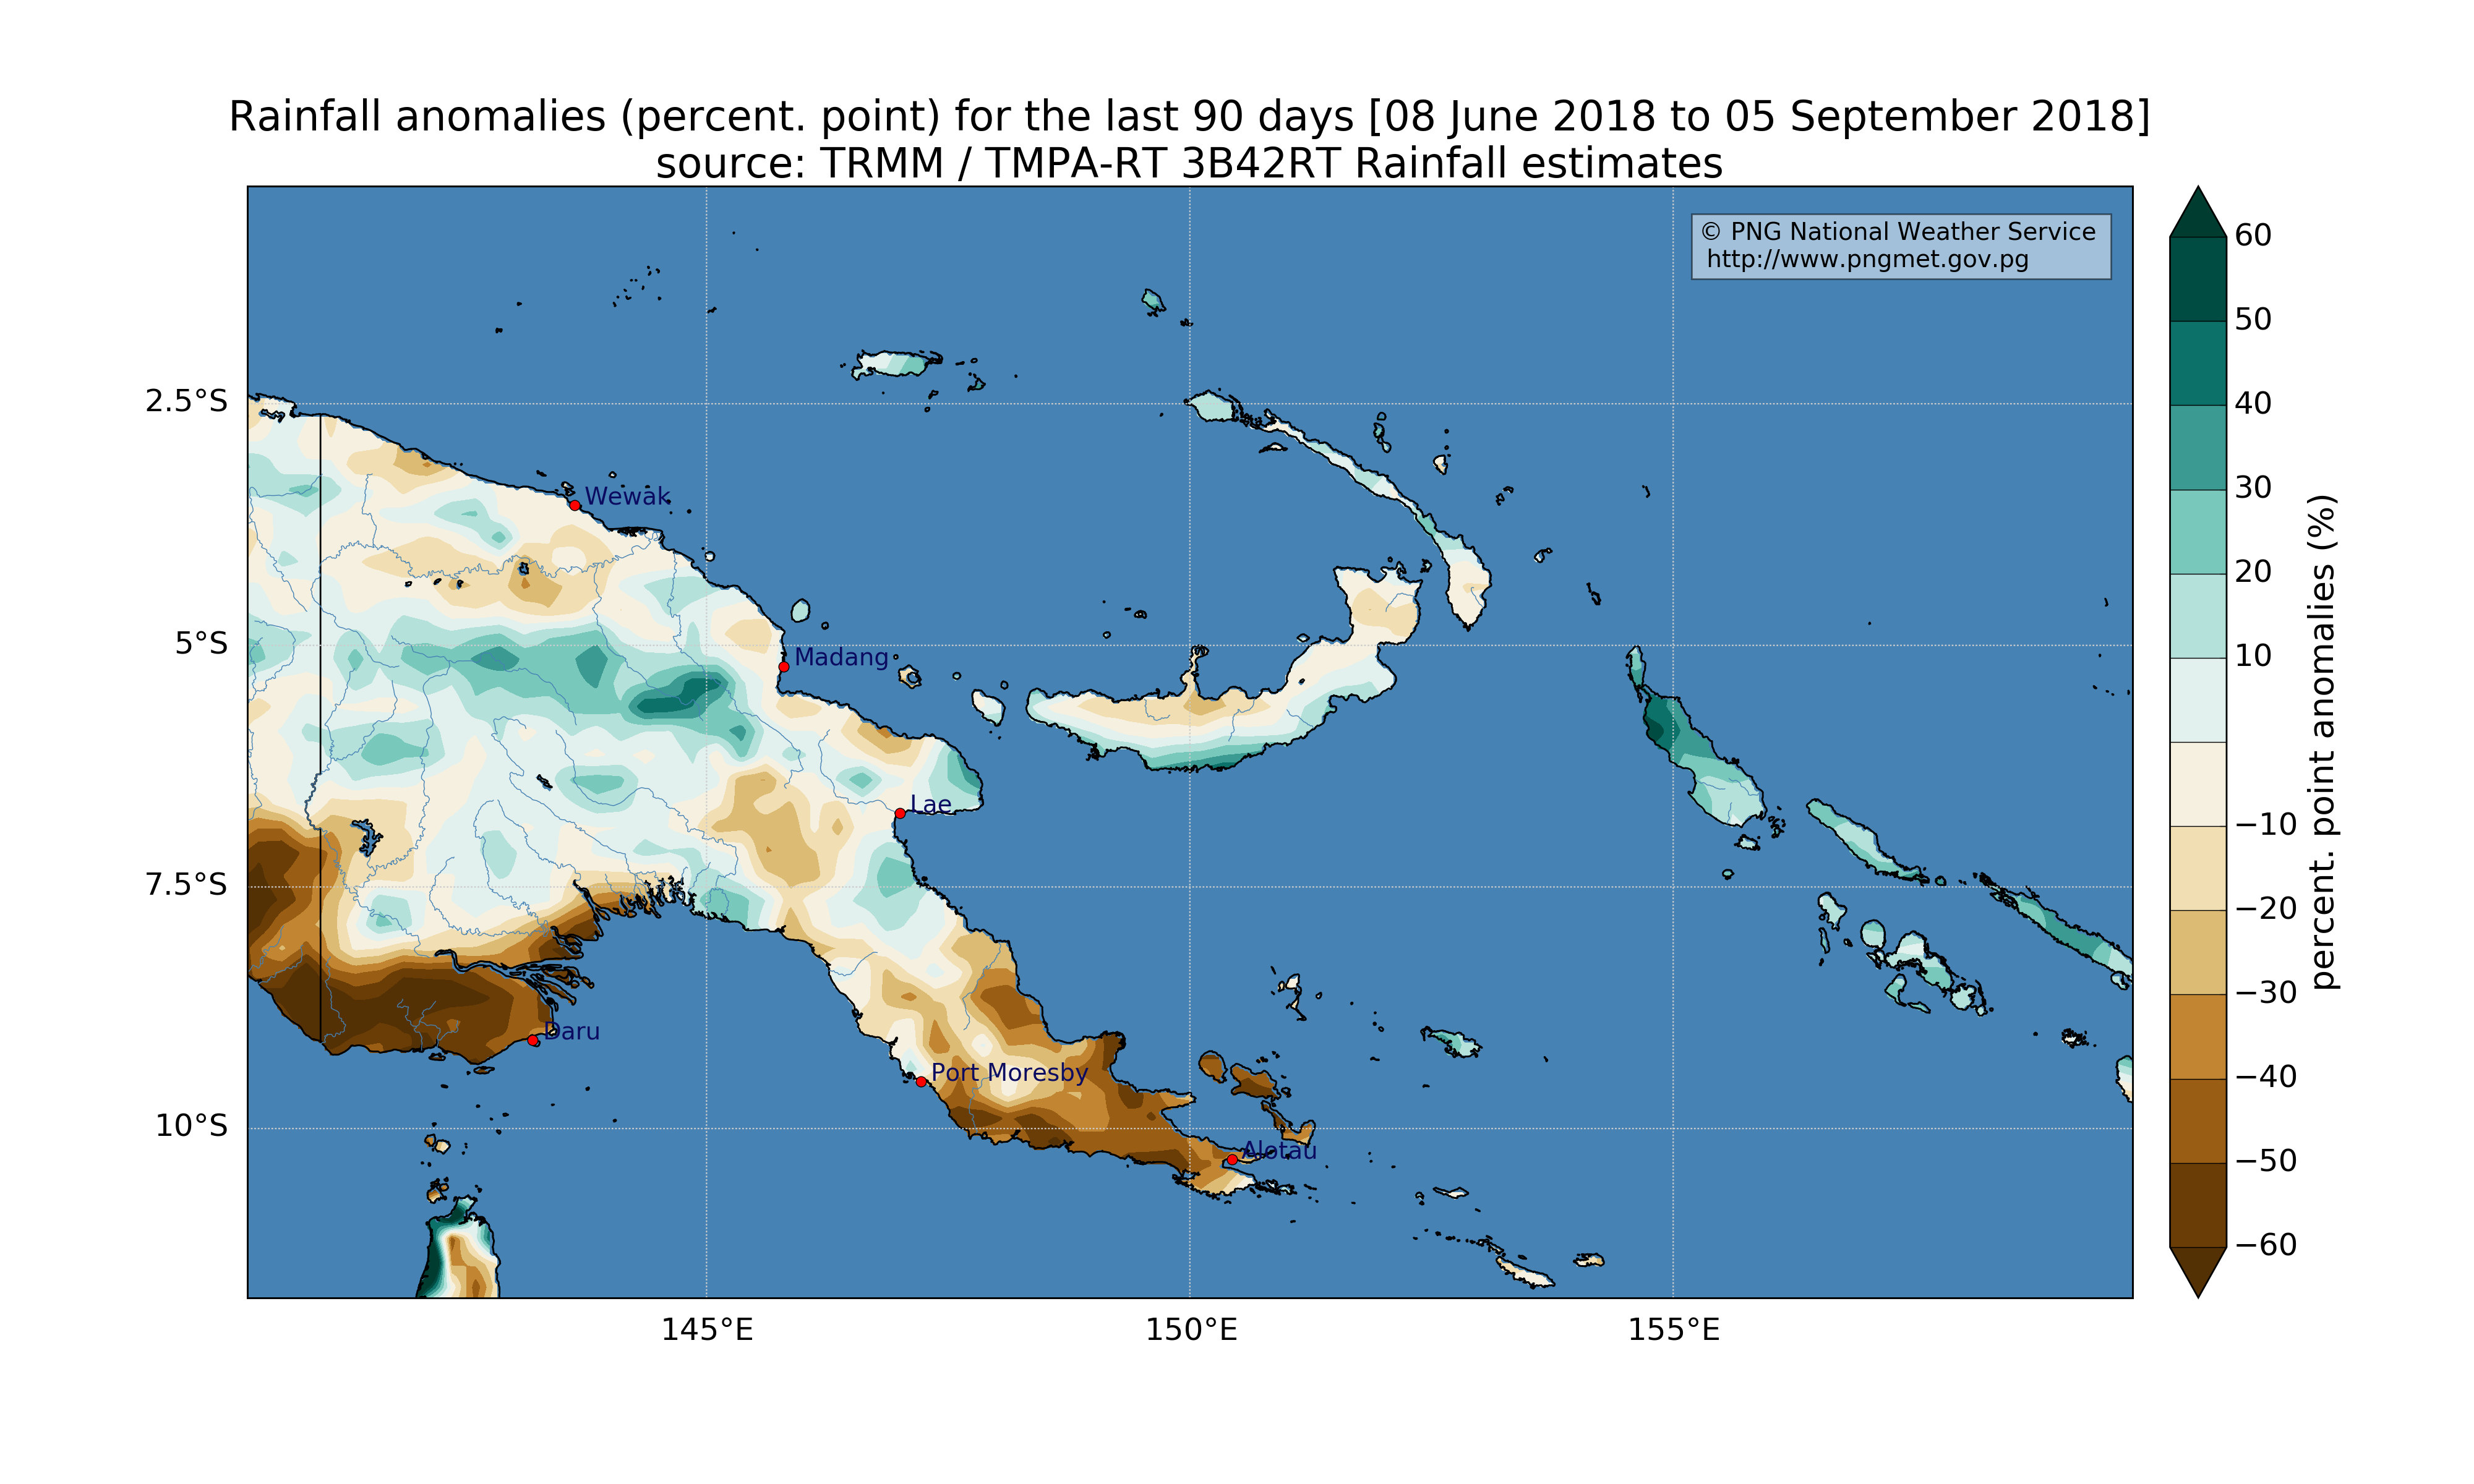 Rainfall anomalies (percent. point) for the last 90 days [08 June 2018 to 05 September 2018]
source: TRMM / TMPA-RT 3B42RT Rainfall estimates
© PNG National Weather Service
http://www.pngmet.gov.pg
2.5°S
5°S
7.5°S
10°S
Wewak
Madang
Lae
Daru
Port Moresby
Alotau
145°E
150°E
155°E
60
50
40
30
20
10
−10
−20
−30
−40
−50
−60
percent. point anomalies (%)